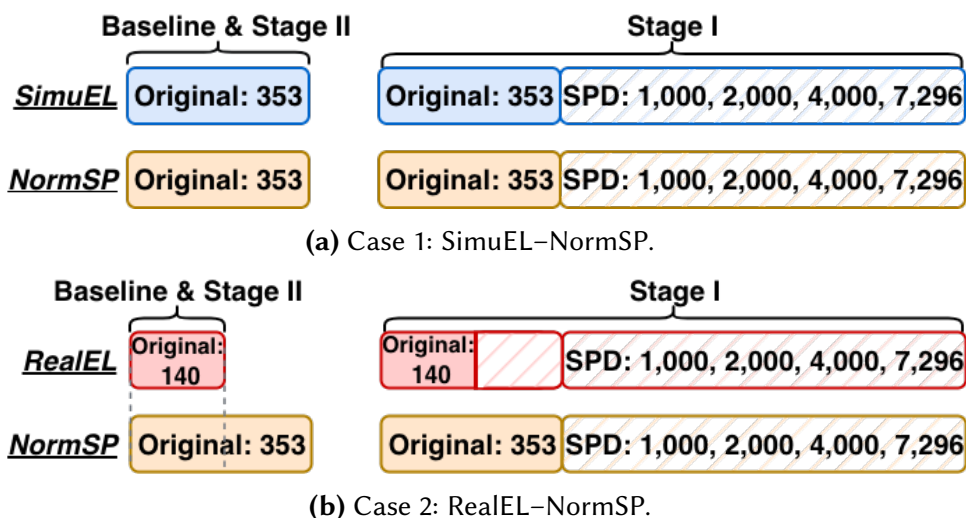 Baseline & Stage II Stage I
SimuEL Original: 353 Original: 353 SPD: 1,000, 2,000, 4,000, 7,296
NormSP Original: 353 Original: 353 SPD: 1,000, 2,000, 4,000, 7,296
(a) Case 1: SimuEL–NormSP.
Baseline & Stage II Stage I
RealEL Original: 140 Original: 140 SPD: 1,000, 2,000, 4,000, 7,296
NormSP Original: 353 Original: 353 SPD: 1,000, 2,000, 4,000, 7,296
(b) Case 2: RealEL–NormSP.